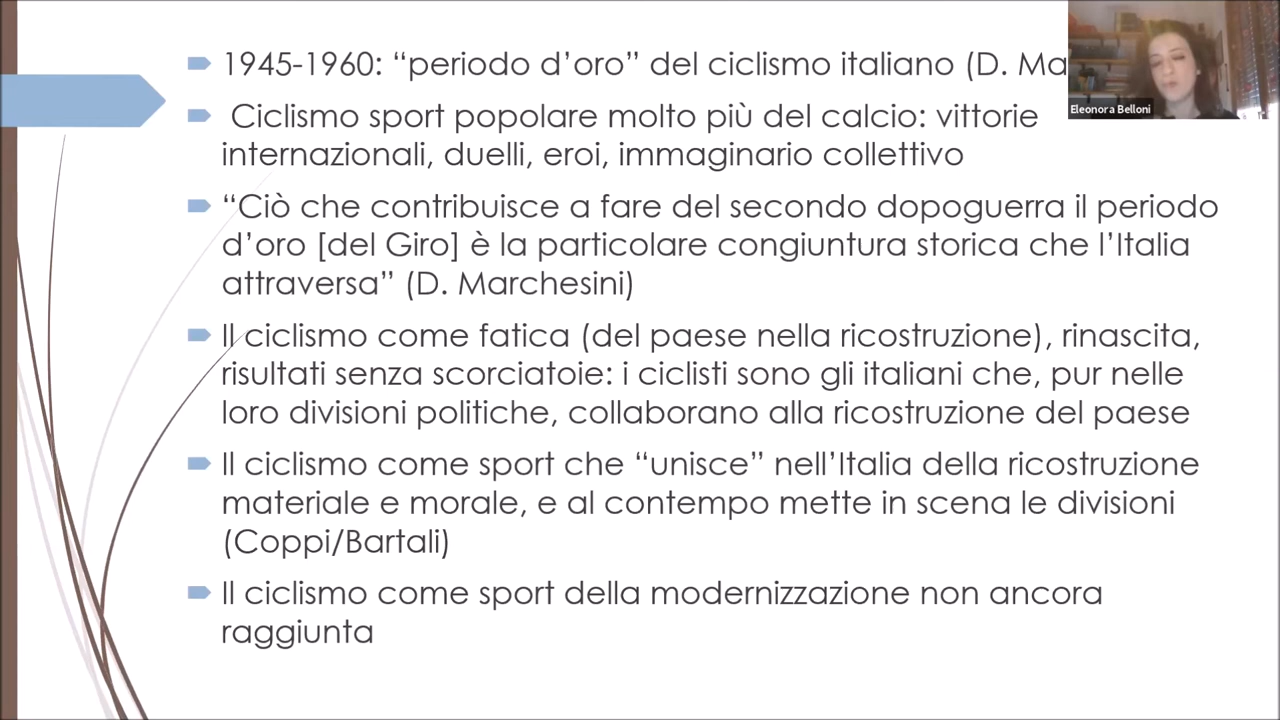 1945-1960: “periodo d’oro” del ciclismo italiano (D.
Ciclismo sport popolare molto più del calcio: vittorie
internazionali, duelli, eroi, immaginario collettivo
“Ciò che contribuisce a fare del secondo dopoguerra il periodo
d’oro [del Giro] è la particolare congiuntura storica che l’Italia
attraversa” (D. Marchesini)
Il ciclismo come fatica (del paese nella ricostruzione), rinascita,
risultati senza scorciatoie: i ciclisti sono gli italiani che, pur nelle
loro divisioni politiche, collaborano alla ricostruzione del paese
Il ciclismo come sport che “unisce” nell’Italia della ricostruzione
materiale e morale, e al contempo mette in scena le divisioni
(Coppi/Bartali)
Il ciclismo come sport della modernizzazione non ancora
raggiunta
Eleonora Belloni